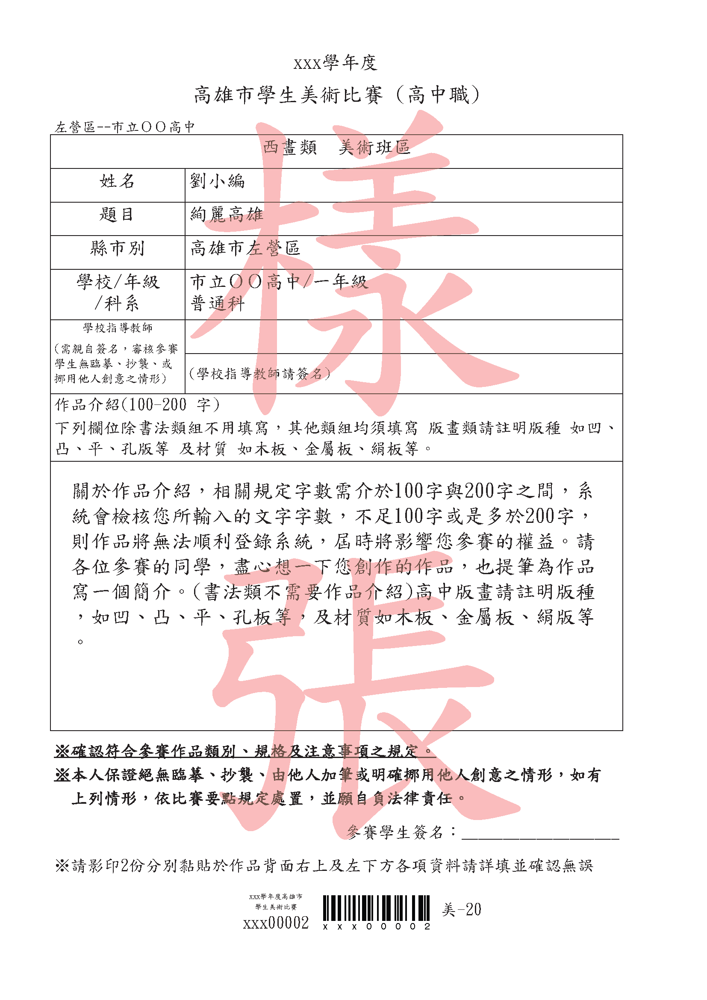 xxx學年度
高雄市學生美術比賽（高中職）
左營區--市立〇〇高中
西畫類　美術班區
姓名 劉小編
題目 絢麗高雄
縣市別 高雄市左營區
學校/年級 市立〇〇高中/一年級
/科系 普通科
學校指導教師
（需親自簽名，審核參賽
學生無臨摹、抄襲、或
挪用他人創意之情形）
（學校指導教師請簽名）
作品介紹(100-200 字)
下列欄位除書法類組不用填寫，其他類組均須填寫 版畫類請註明版種 如凹、
凸、平、孔版等 及材質 如木板、金屬板、絹板等。
關於作品介紹，相關規定字數需介於100字與200字之間，系
統會檢核您所輸入的文字字數，不足100字或是多於200字，
則作品將無法順利登錄系統，屆時將影響您參賽的權益。請
各位參賽的同學，盡心想一下您創作的作品，也提筆為作品
寫一個簡介。(書法類不需要作品介紹)高中版畫請註明版種
，如凹、凸、平、孔板等，及材質如木板、金屬板、絹版等
。
※確認符合參賽作品類別、規格及注意事項之規定。
※本人保證絕無臨摹、抄襲、由他人加筆或明確挪用他人創意之情形，如有
上列情形，依比賽要點規定處置，並願自負法律責任。
參賽學生簽名：___________________
※請影印2份分別黏貼於作品背面右上及左下方各項資料請詳填並確認無誤
xxx學年度高雄市
學生美術比賽
xxx00002
xxx00002
美-20
樣張